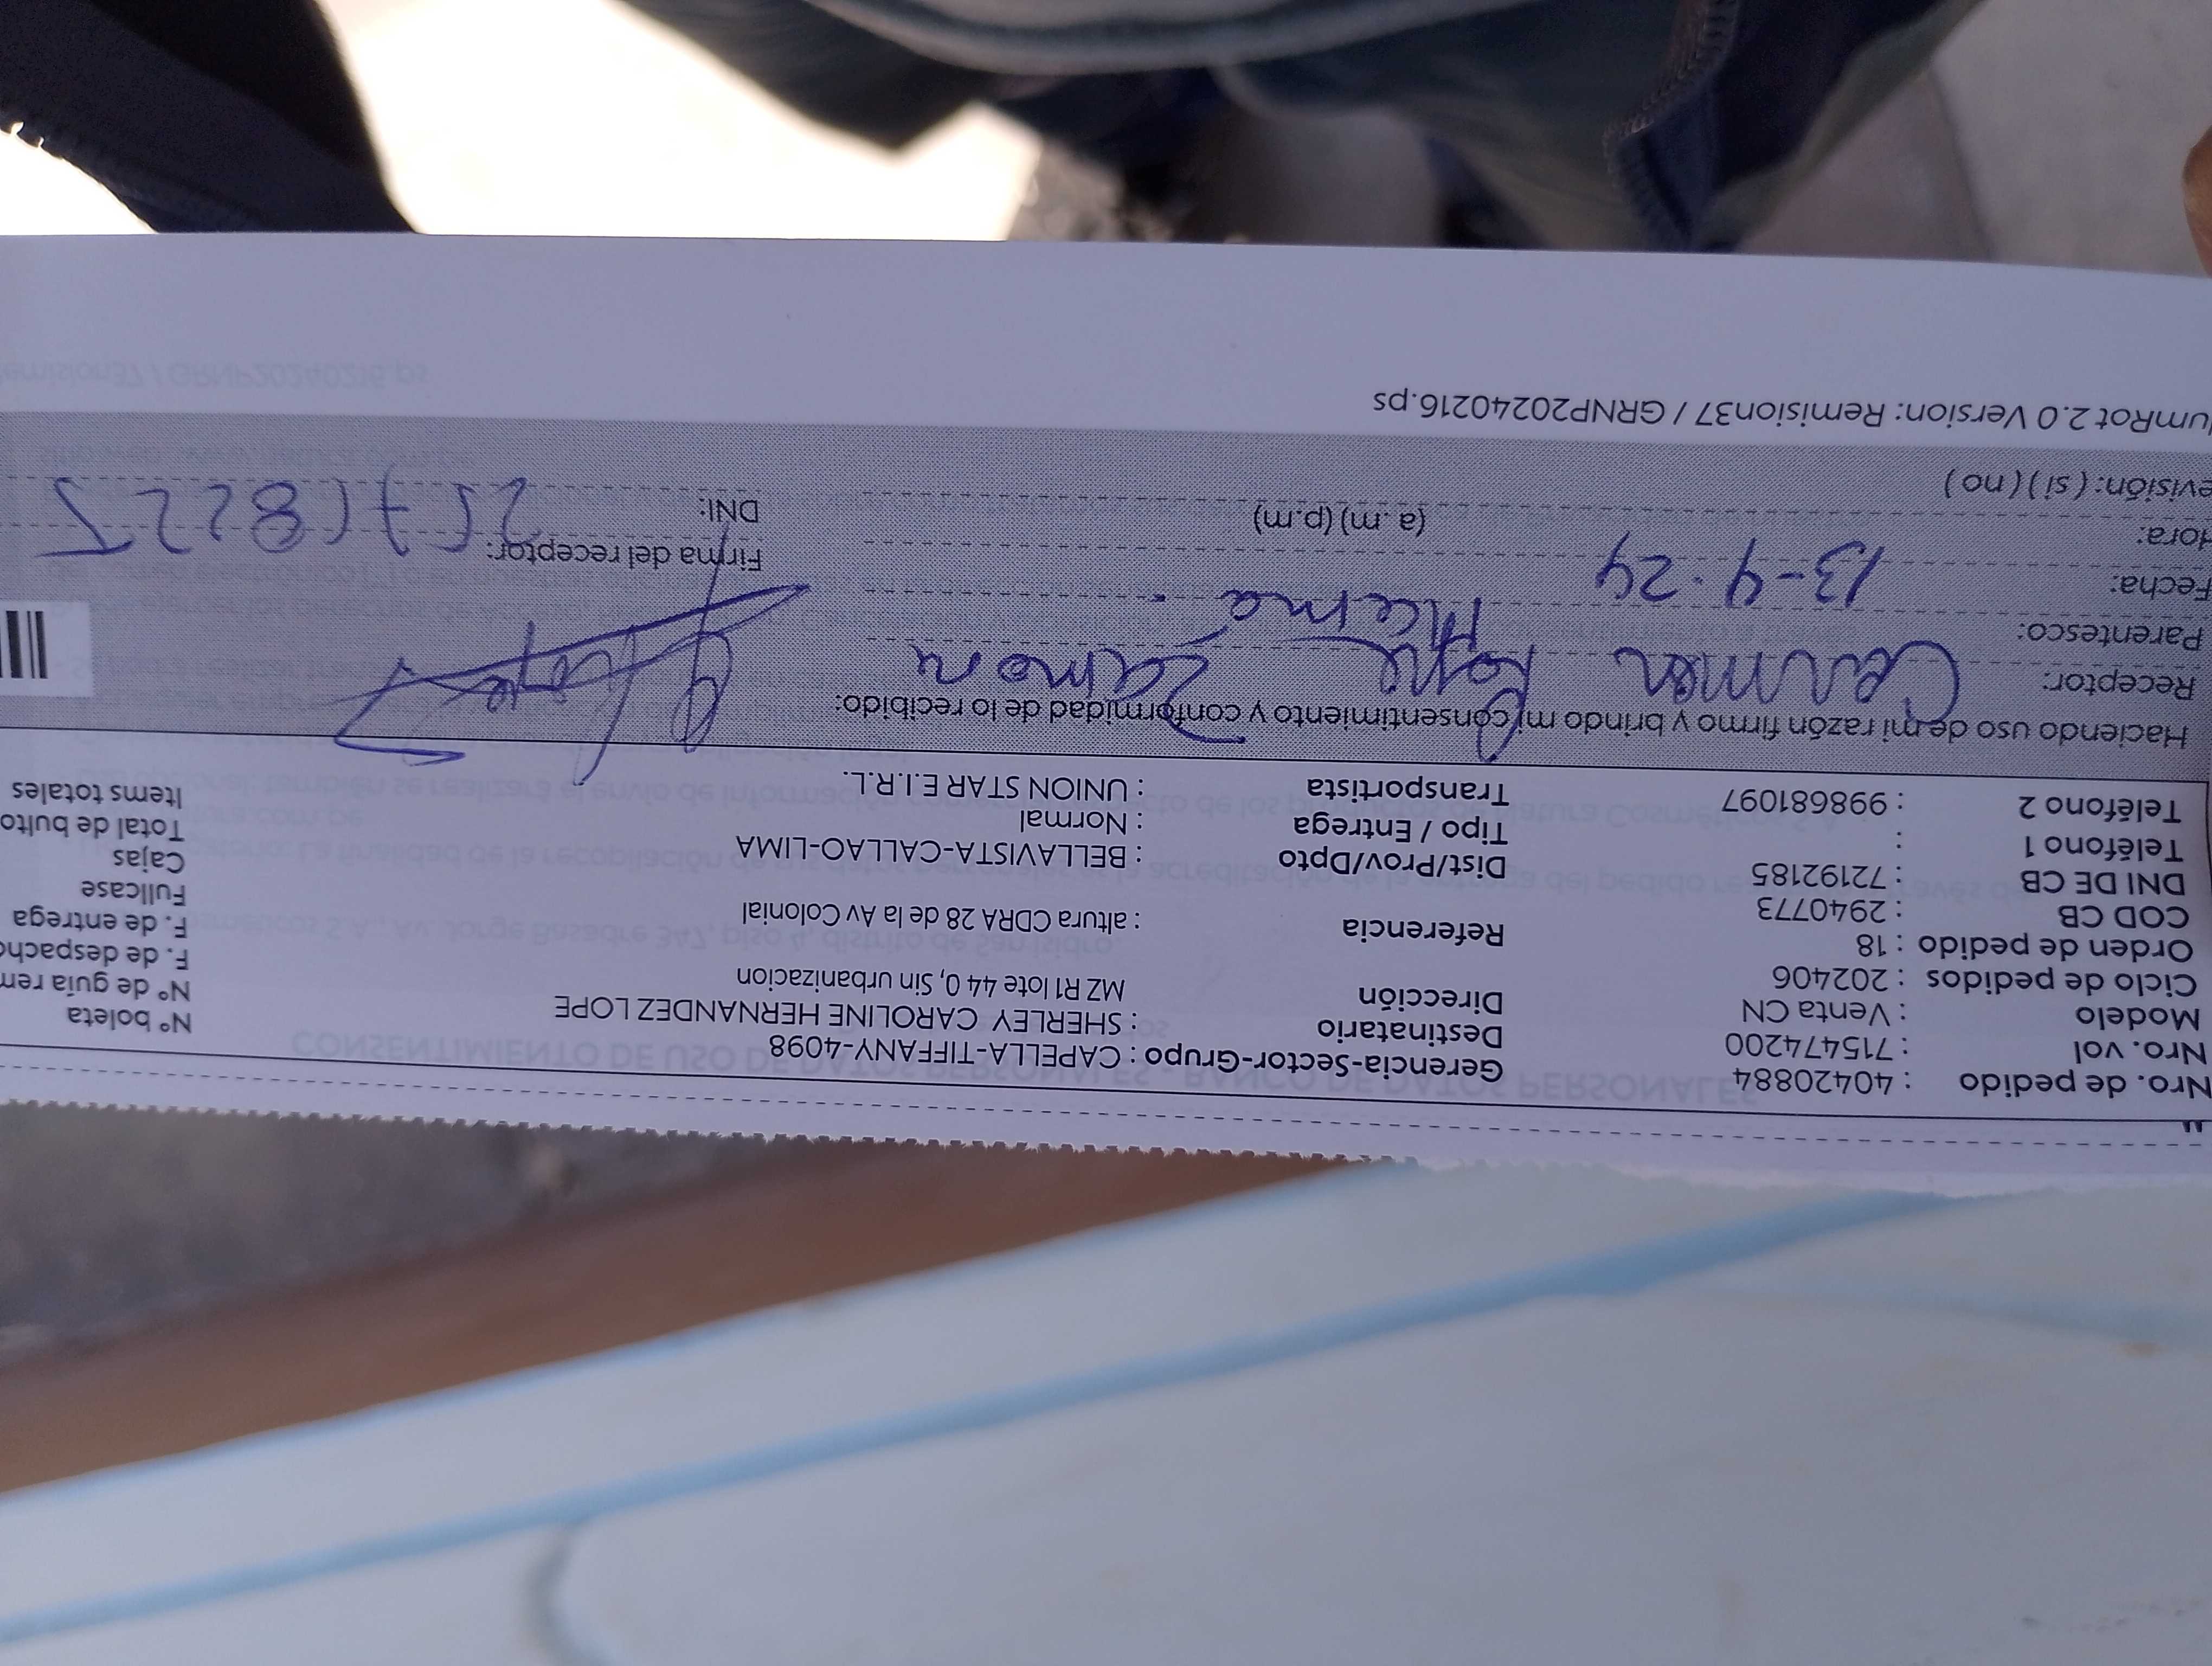 Nro. de pedido : 40420884 Gerencia-Sector-Grupo : CAPELLA-TIFFANY-4098 N° boleta
Nro. vol : 715474200 Destinatario : SHERLEY CAROLINE HERNANDEZ LOPE N° de guía rem
Modelo : Venta CN Dirección MZ R1 lote 44 0, Sin urbanizacion F. de despacho
Ciclo de pedidos : 202406 F. de entrega
Orden de pedido : 18 Referencia : altura CDRA 28 de la Av Colonial Fullcase
COD CB : 2940773 Cajas
DNI DE CB : 72192185 Dist/Prov/Dpto : BELLAVISTA-CALLAO-LIMA Total de bulto
Teléfono 1 : Tipo / Entrega : Normal Items totales
Teléfono 2 : 998681097 Transportista : UNION STAR E.I.R.L.
Haciendo uso de mi razón firmo y brindo mi consentimiento y conformidad de lo recibido:
Receptor: Carmen Lope Zamora
Parentesco: Mama.
Fecha: 13-4-24 Firma del receptor:
Hora: (a.m) (p.m) DNI: 25718225
evisión: ( si ) ( no )
umRot 2.0 Version: Remision37 / GRNP20240216.ps